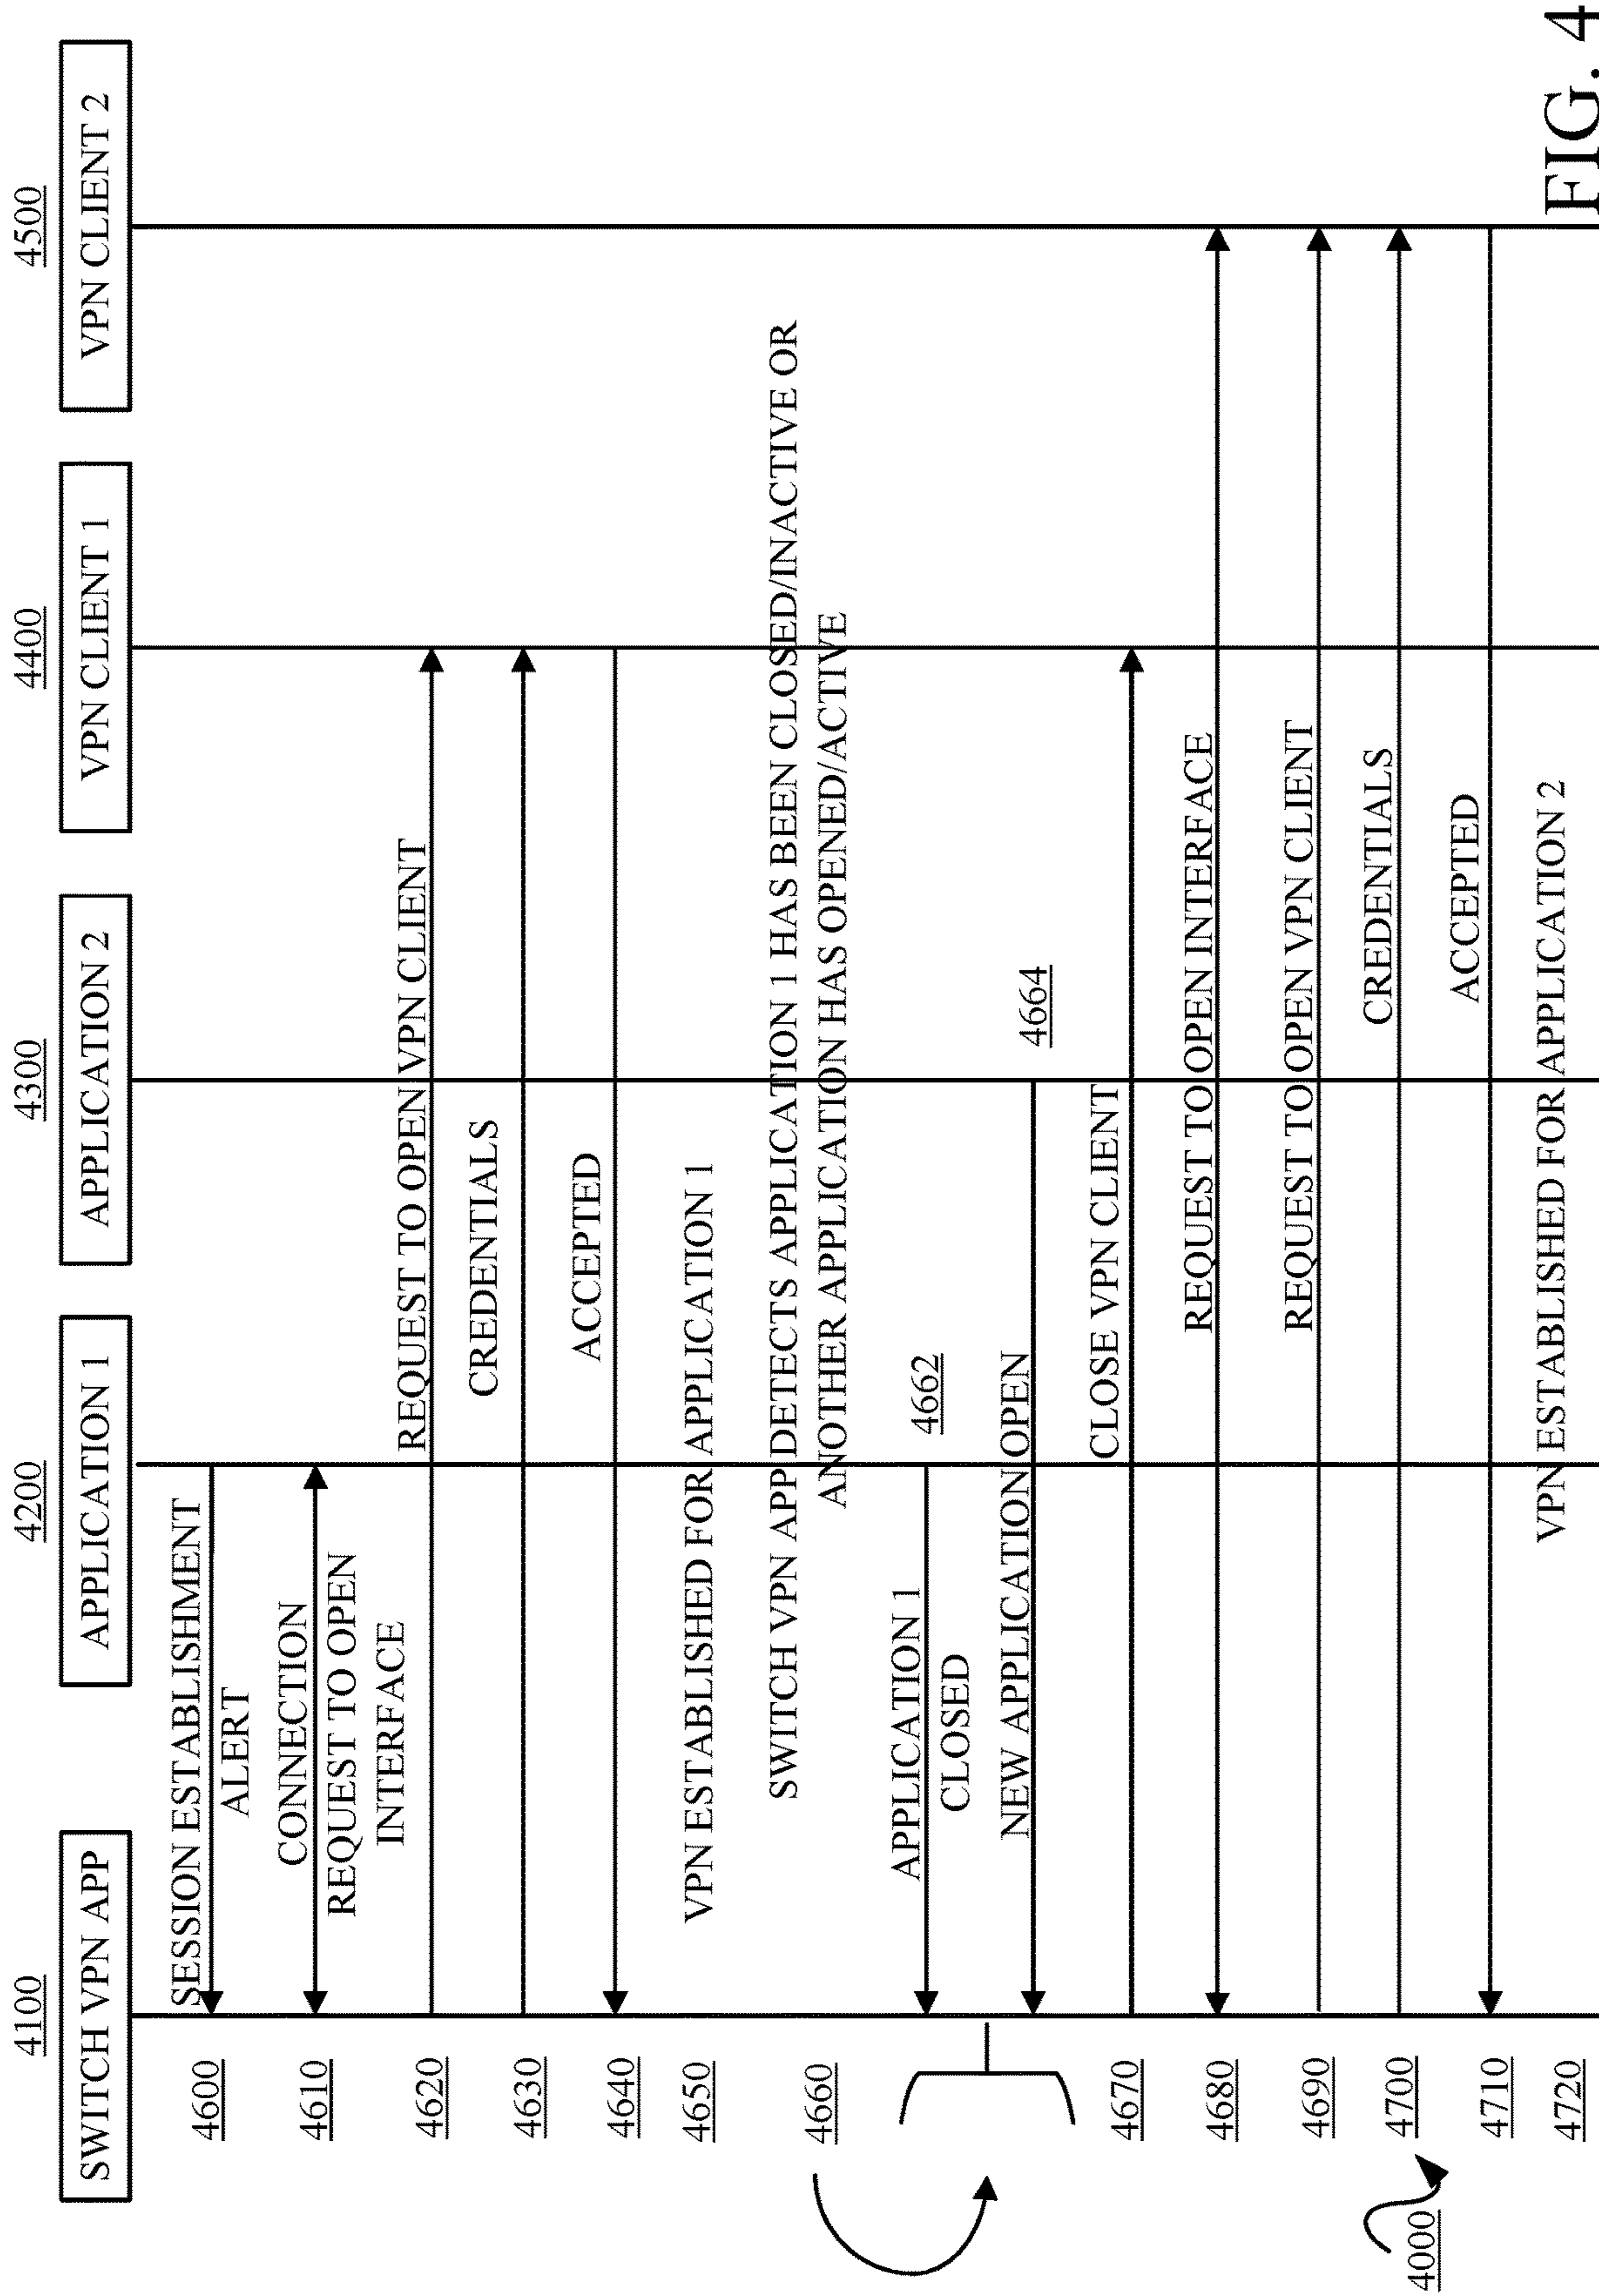 4100
4200
4300
4400
4500
SWITCH VPN APP
APPLICATION 1
APPLICATION 2
VPN CLIENT 1
VPN CLIENT 2
4600
SESSION ESTABLISHMENT
ALERT
4610
CONNECTION
REQUEST TO OPEN
INTERFACE
4620
REQUEST TO OPEN VPN CLIENT
4630
CREDENTIALS
4640
ACCEPTED
4650
VPN ESTABLISHED FOR APPLICATION 1
4660
SWITCH VPN APP DETECTS APPLICATION 1 HAS BEEN CLOSED/INACTIVE OR
ANOTHER APPLICATION HAS OPENED/ACTIVE
APPLICATION 1
CLOSED
4662
NEW APPLICATION OPEN
4664
4670
CLOSE VPN CLIENT
4680
REQUEST TO OPEN INTERFACE
4690
REQUEST TO OPEN VPN CLIENT
4700
CREDENTIALS
4710
ACCEPTED
4720
VPN ESTABLISHED FOR APPLICATION 2
4000
FIG. 4